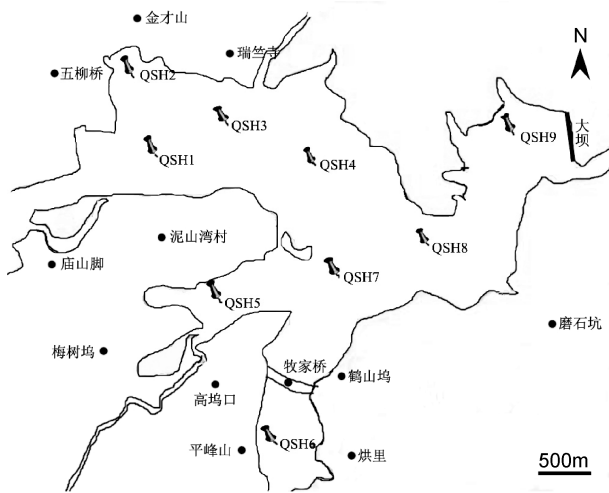 金才山
瑞竺寺
N
五柳桥
QSH2
QSH3
QSH9
大坝
QSH1
QSH4
泥山湾村
QSH8
庙山脚
QSH7
QSH5
磨石坑
梅树坞
牧家桥
鹤山坞
高坞口
QSH6
平峰山
烘里
500m